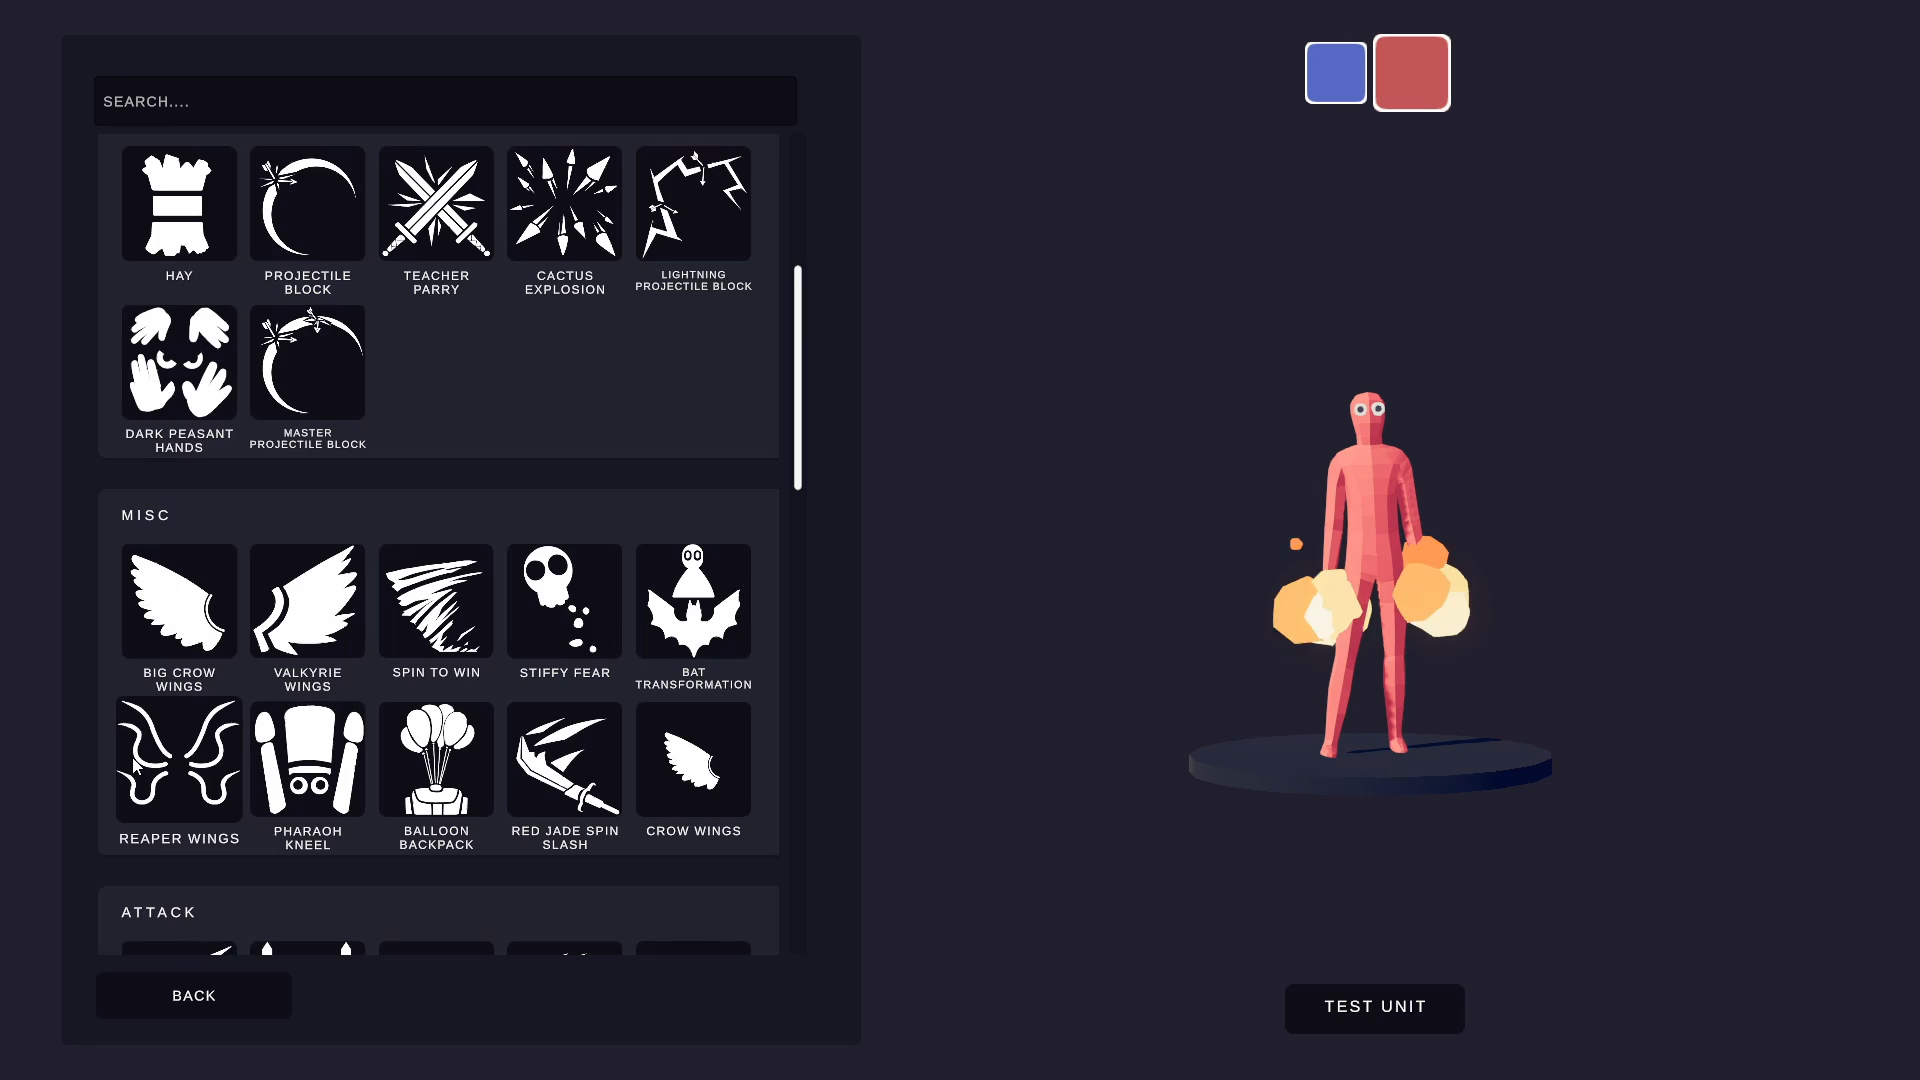 SEARCH....
HAY
PROJECTILE
BLOCK
TEACHER
PARRY
CACTUS
EXPLOSION
LIGHTNING
PROJECTILE BLOCK
DARK PEASANT
HANDS
MASTER
PROJECTILE BLOCK
MISC
BIG CROW
WINGS
VALKYRIE
WINGS
SPIN TO WIN
STIFFY FEAR
BAT
TRANSFORMATION
REAPER WINGS
PHARAOH
KNEEL
BALLOON
BACKPACK
RED JADE SPIN
SLASH
CROW WINGS
ATTACK
BACK
TEST UNIT